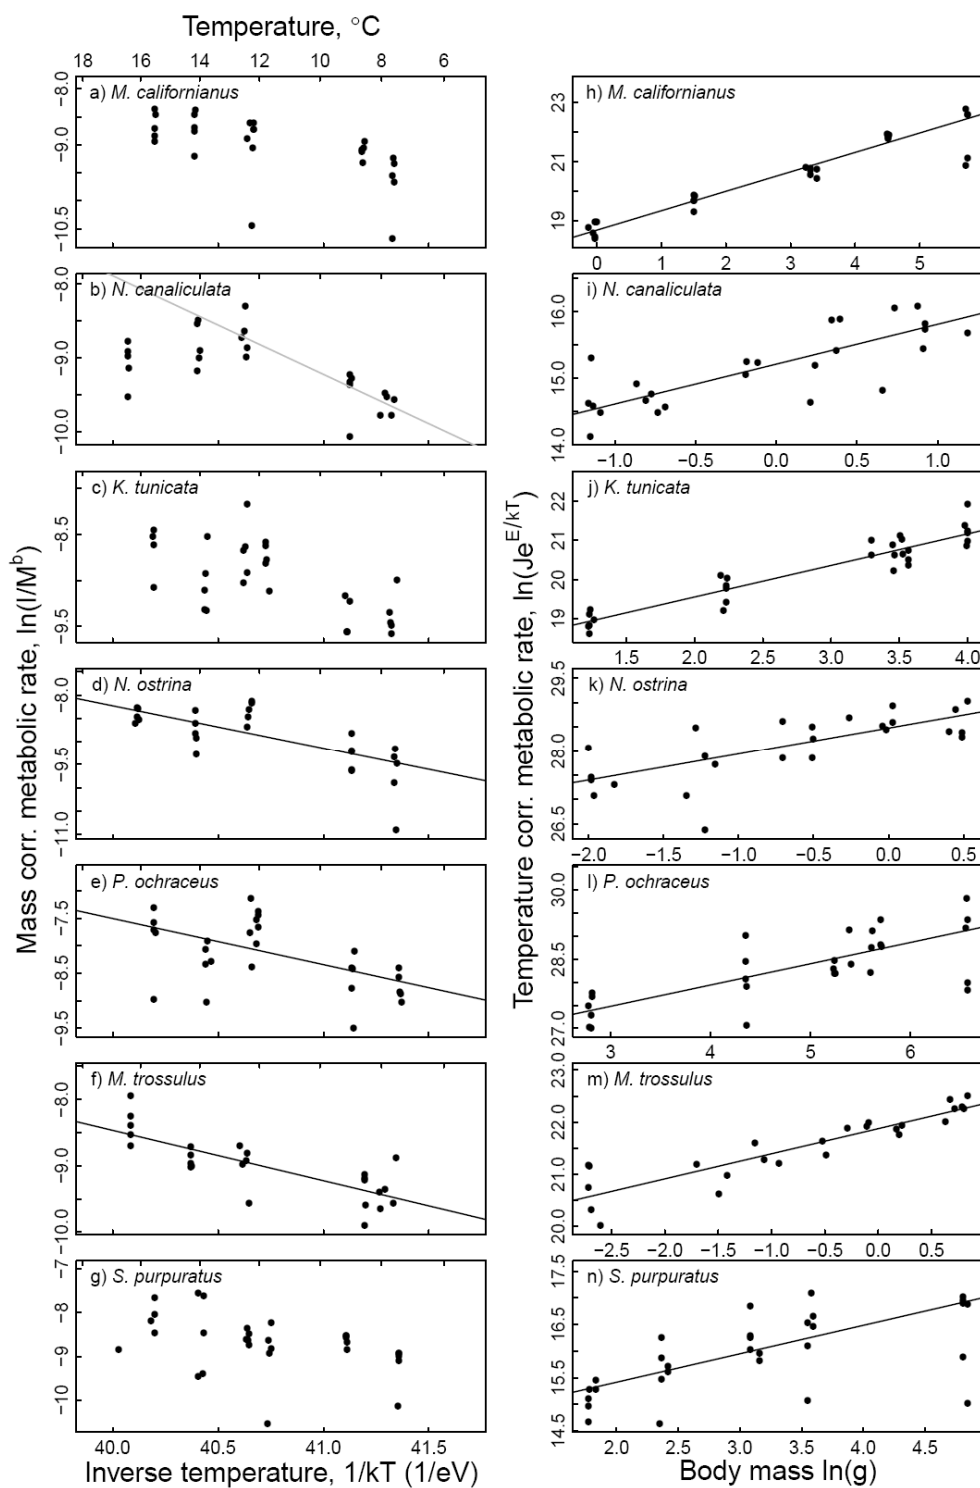 Temperature, °C
18 16 14 12 10 8 6
a) M. californianus
-8.0
-9.0
-10.5
b) N. canaliculata
-8.0
-9.0
-10.0
c) K. tunicata
-8.5
-9.5
d) N. ostrina
-8.0
-9.5
-11.0
e) P. ochraceus
-7.5
-8.5
-9.5
f) M. trossulus
-8.0
-9.0
-10.0
g) S. purpuratus
-7
-8
-9
-10
40.0 40.5 41.0 41.5
Inverse temperature, 1/kT (1/eV)
Mass corr. metabolic rate, ln(I/M^b)
h) M. californianus
23
21
19
0 1 2 3 4 5
i) N. canaliculata
16.0
15.0
14.0
-1.0 -0.5 0.0 0.5 1.0
j) K. tunicata
22
21
20
19
1.5 2.0 2.5 3.0 3.5 4.0
k) N. ostrina
29.5
28.0
26.5
-2.0 -1.5 -1.0 -0.5 0.0 0.5
l) P. ochraceus
30.0
28.5
27.0
3 4 5 6
m) M. trossulus
23.0
22.0
21.0
20.0
-2.5 -2.0 -1.5 -1.0 -0.5 0.0 0.5
n) S. purpuratus
17.5
16.5
15.5
14.5
2.0 2.5 3.0 3.5 4.0 4.5
Body mass ln(g)
Temperature corr. metabolic rate, ln(Je^E/kT)